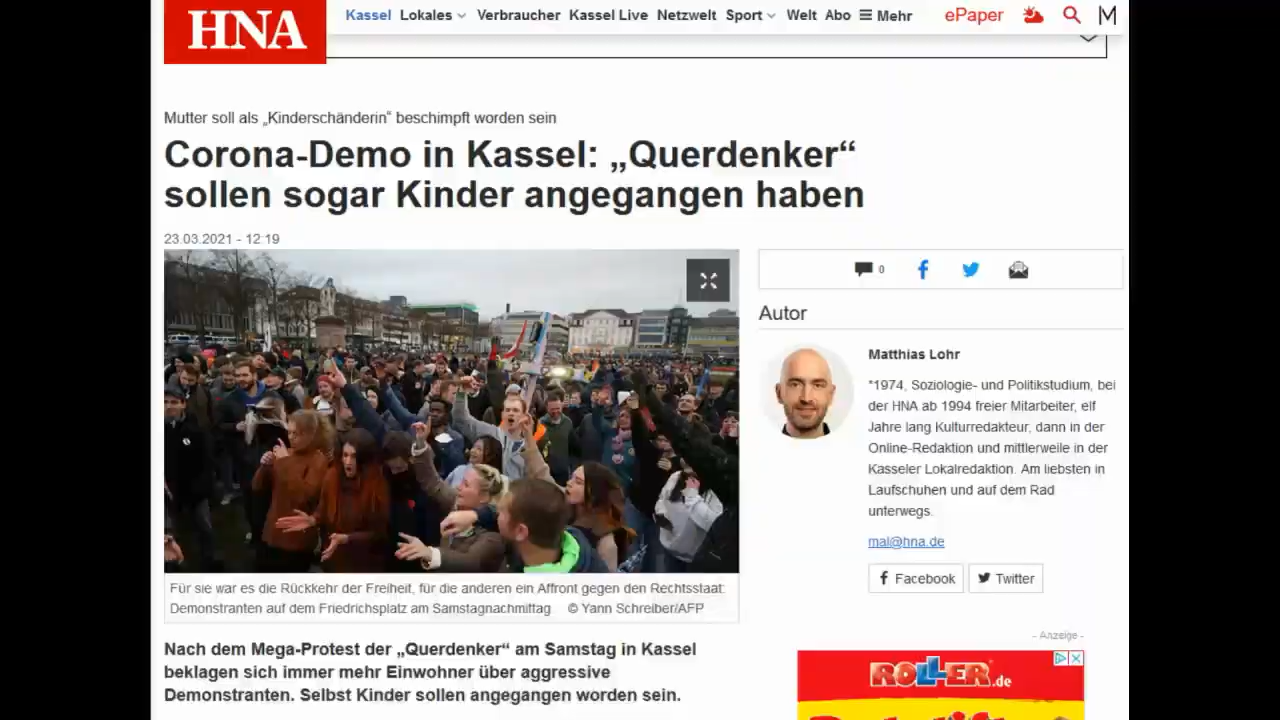 HNA
Kassel Lokales Verbraucher Kassel Live Netzwelt Sport Welt Abo Mehr ePaper M
Mutter soll als „Kinderschänderin“ beschimpft worden sein
Corona-Demo in Kassel: „Querdenker“
sollen sogar Kinder angegangen haben
23.03.2021 - 12:19
0
Autor
Matthias Lohr
*1974, Soziologie- und Politikstudium, bei
der HNA ab 1994 freier Mitarbeiter, elf
Jahre lang Kulturredakteur, dann in der
Online-Redaktion und mittlerweile in der
Kasseler Lokalredaktion. Am liebsten in
Laufschuhen und auf dem Rad
unterwegs.
mal@hna.de
Facebook Twitter
Für sie war es die Rückkehr der Freiheit, für die anderen ein Affront gegen den Rechtsstaat:
Demonstranten auf dem Friedrichsplatz am Samstagnachmittag © Yann Schreiber/AFP
Nach dem Mega-Protest der „Querdenker“ am Samstag in Kassel
beklagen sich immer mehr Einwohner über aggressive
Demonstranten. Selbst Kinder sollen angegangen worden sein.
- Anzeige -
ROLLER.de